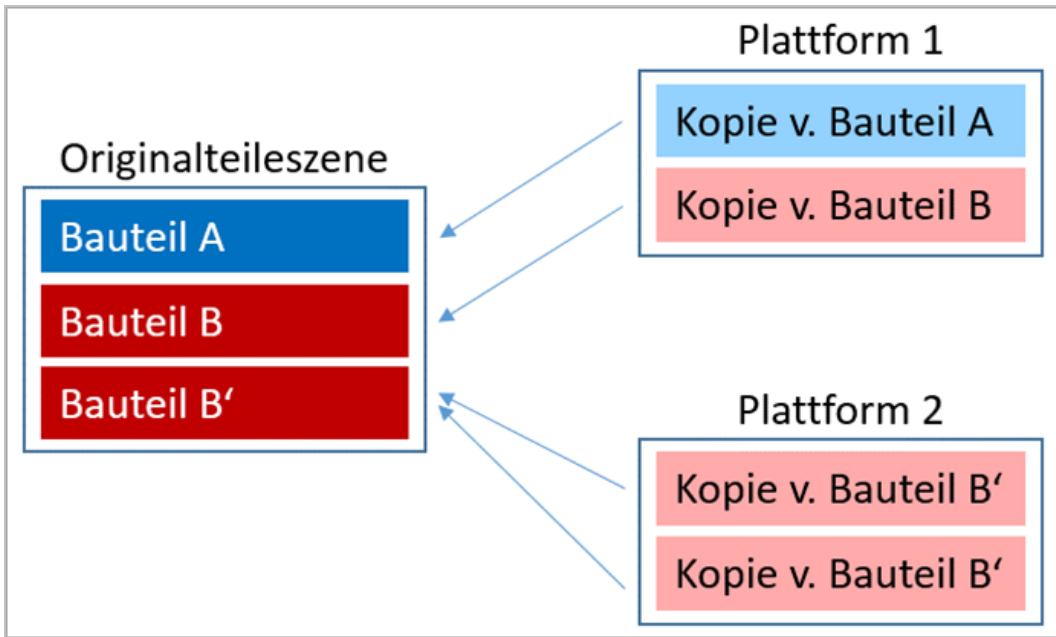 Originalteileszene
Bauteil A
Bauteil B
Bauteil B‘
Plattform 1
Kopie v. Bauteil A
Kopie v. Bauteil B
Plattform 2
Kopie v. Bauteil B‘
Kopie v. Bauteil B‘